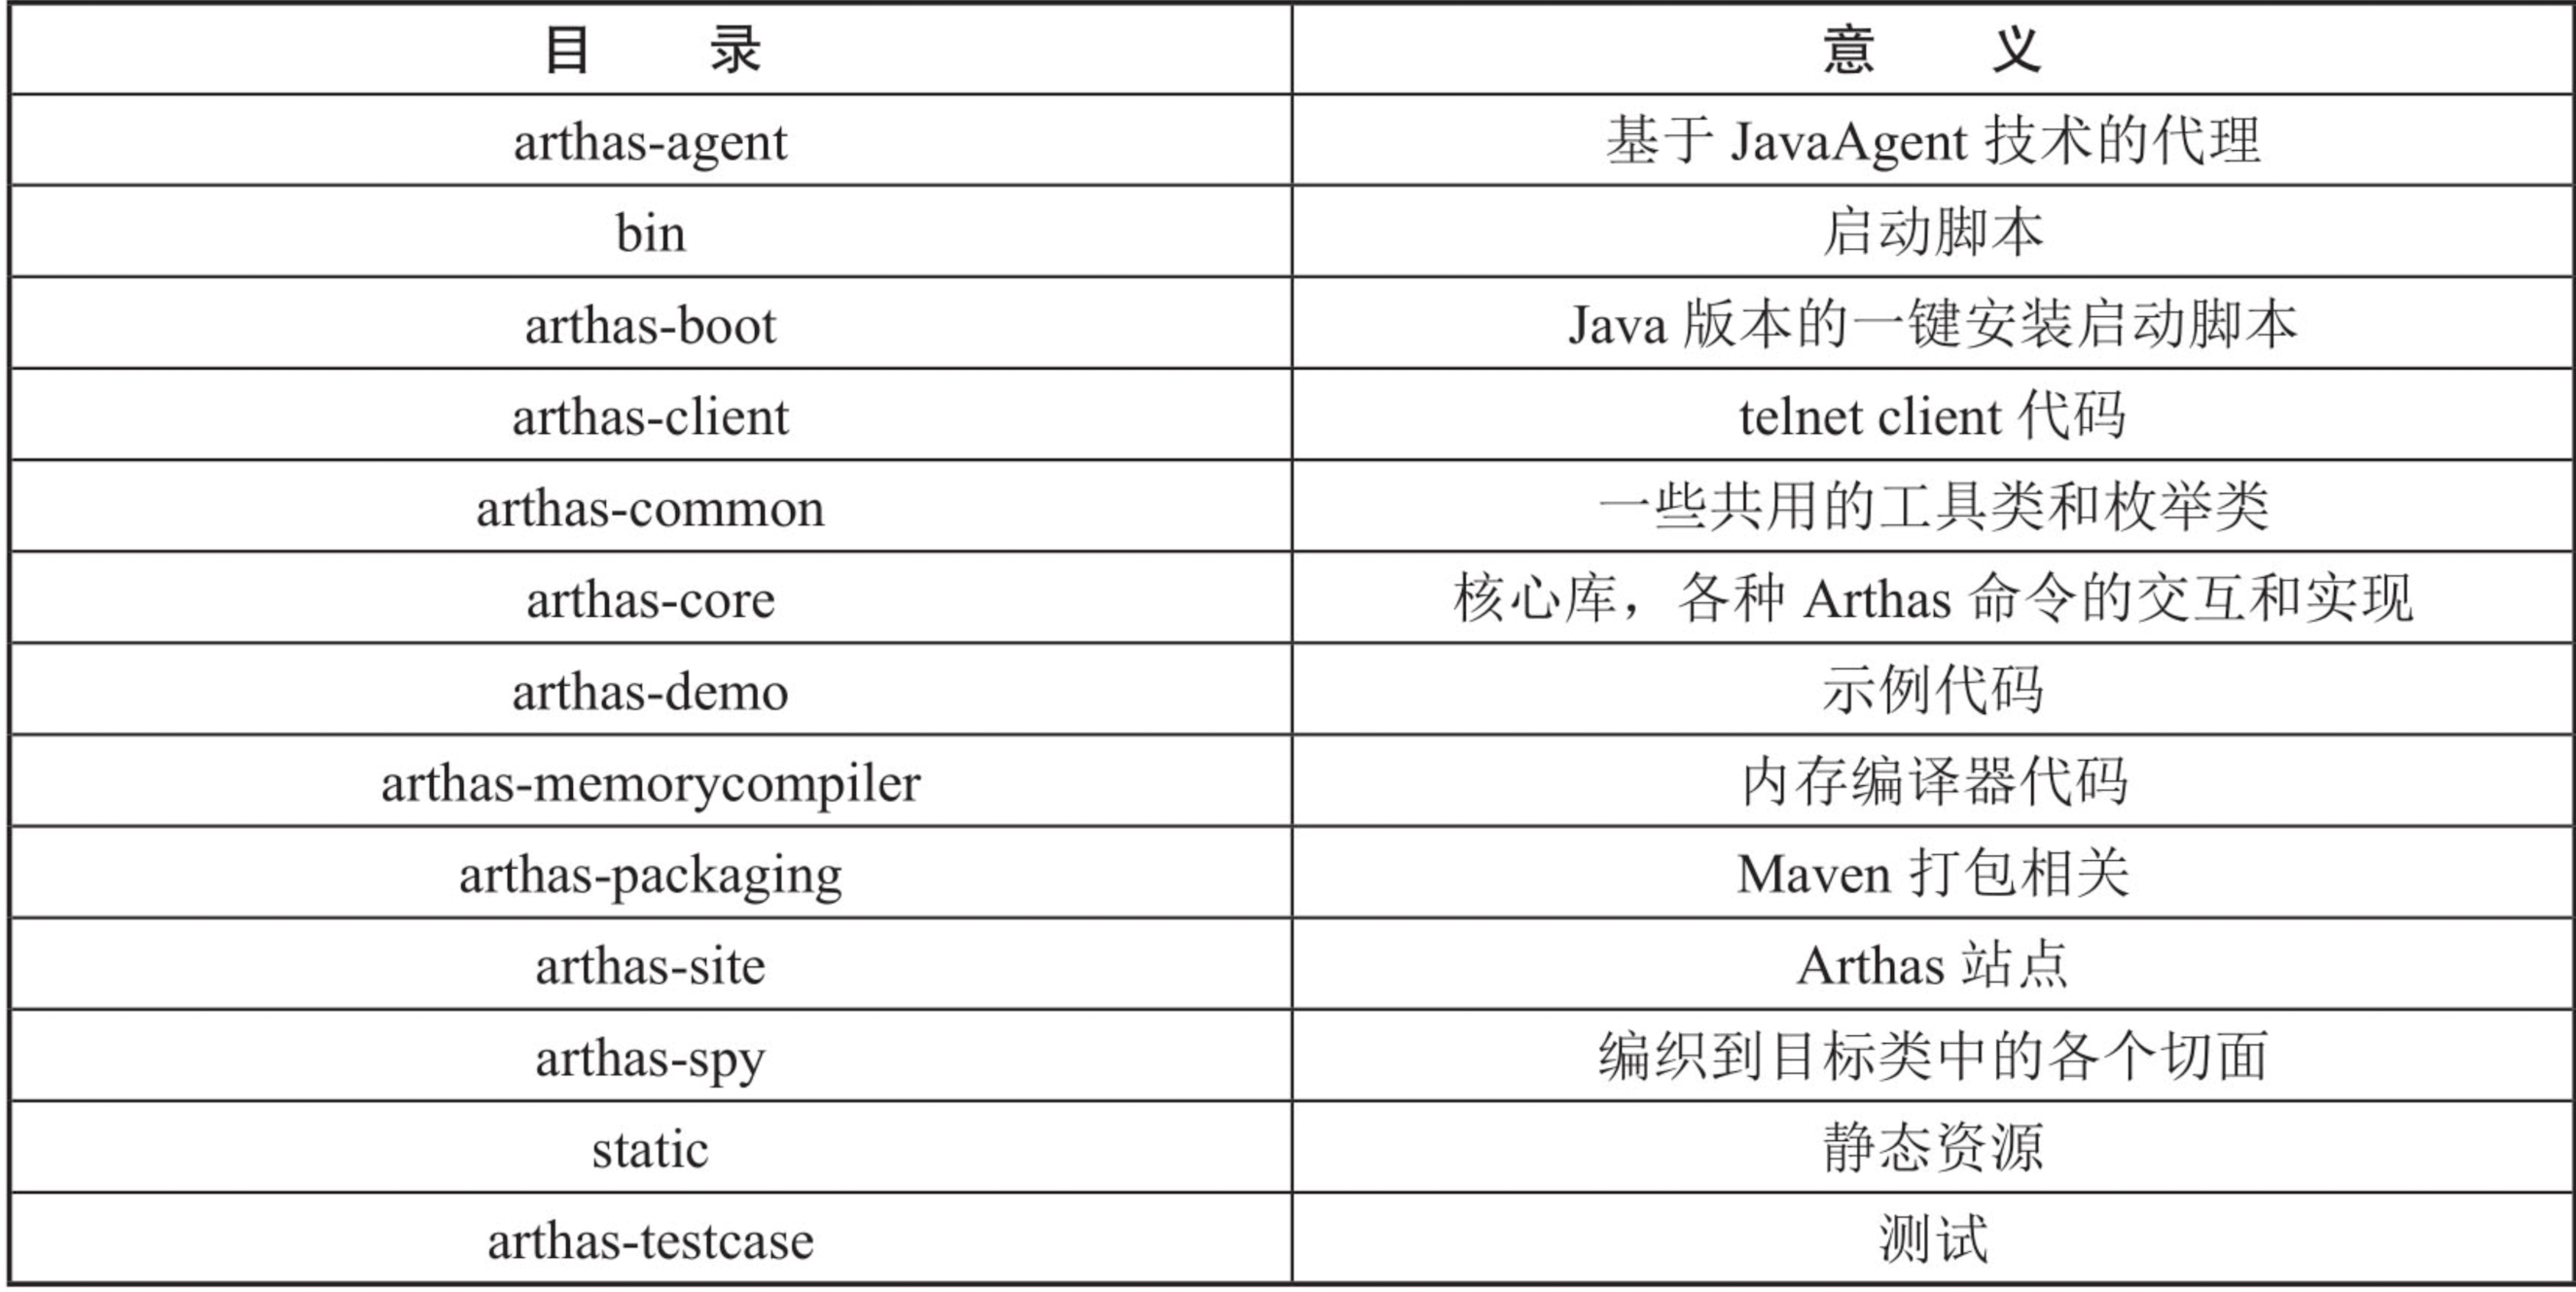 目 录 意 义
arthas-agent 基于 JavaAgent 技术的代理
bin 启动脚本
arthas-boot Java 版本的一键安装启动脚本
arthas-client telnet client 代码
arthas-common 一些共用的工具类和枚举类
arthas-core 核心库，各种 Arthas 命令的交互和实现
arthas-demo 示例代码
arthas-memorycompiler 内存编译器代码
arthas-packaging Maven 打包相关
arthas-site Arthas 站点
arthas-spy 编织到目标类中的各个切面
static 静态资源
arthas-testcase 测试